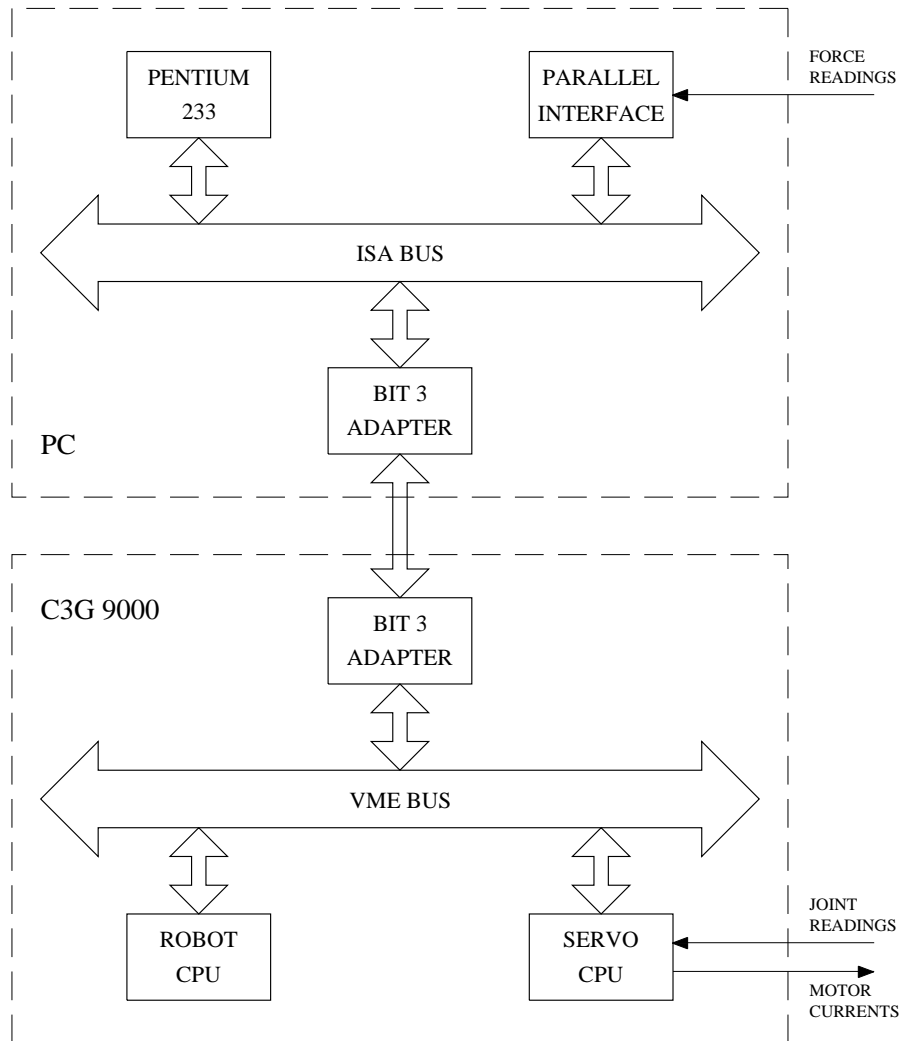 PENTIUM
233
PARALLEL
INTERFACE
FORCE
READINGS
ISA BUS
BIT 3
ADAPTER
PC
C3G 9000
BIT 3
ADAPTER
VME BUS
ROBOT
CPU
SERVO
CPU
JOINT
READINGS
MOTOR
CURRENTS